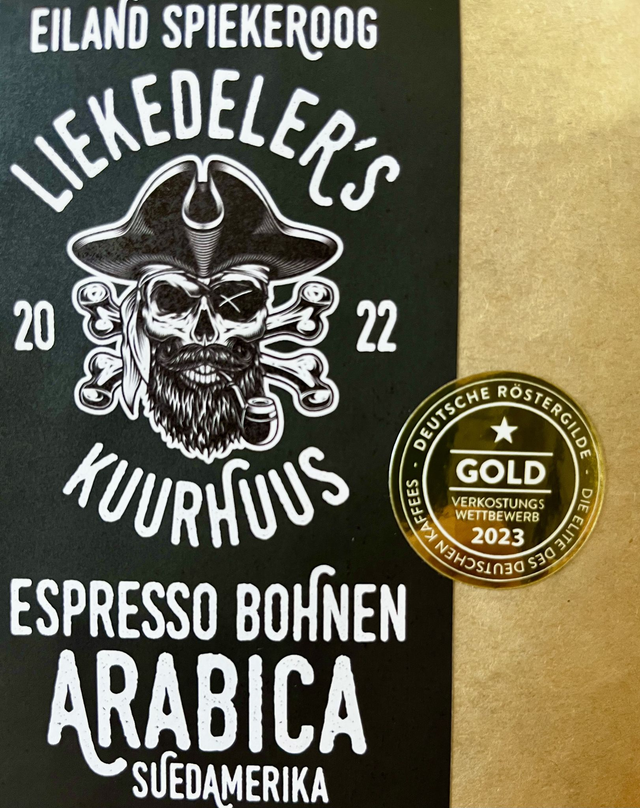 EILAND SPIEKEROOG
LIEKEDELER'S
20 22
KUURHUUS
ESPRESSO BOHNEN
ARABICA
SUEDAMERIKA
DEUTSCHE RÖSTERGILDE
- DIE ELITE DES DEUTSCHEN KAFFEES -
GOLD
VERKOSTUNGS
WETTBEWERB
2023